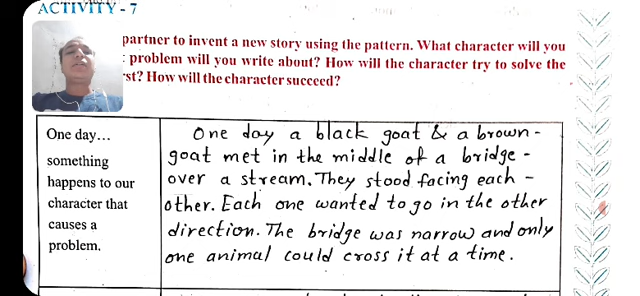 ACTIVITY - 7
partner to invent a new story using the pattern. What character will you
problem will you write about? How will the character try to solve the
st? How will the character succeed?
One day...
something
happens to our
character that
causes a
problem.
One day a black goat & a brown -
goat met in the middle of a bridge -
over a stream. They stood facing each -
other. Each one wanted to go in the other
direction. The bridge was narrow and only
one animal could cross it at a time.